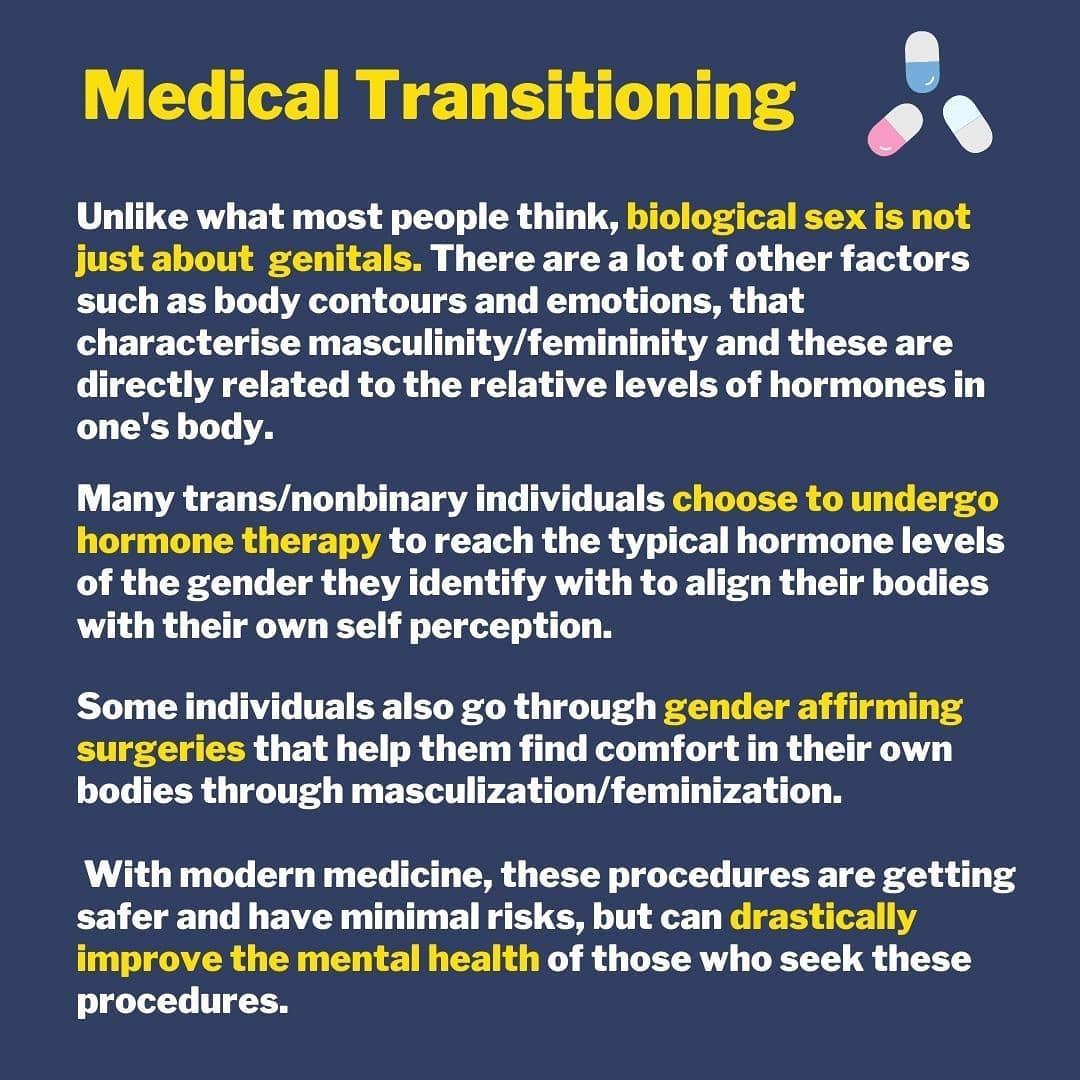 Medical Transitioning
Unlike what most people think, biological sex is not
just about  genitals. There are a lot of other factors
such as body contours and emotions, that
characterise masculinity/femininity and these are
directly related to the relative levels of hormones in
one's body.
Many trans/nonbinary individuals choose to undergo
hormone therapy to reach the typical hormone levels
of the gender they identify with to align their bodies
with their own self perception.
Some individuals also go through gender affirming
surgeries that help them find comfort in their own
bodies through masculization/feminization.
With modern medicine, these procedures are getting
safer and have minimal risks, but can drastically
improve the mental health of those who seek these
procedures.